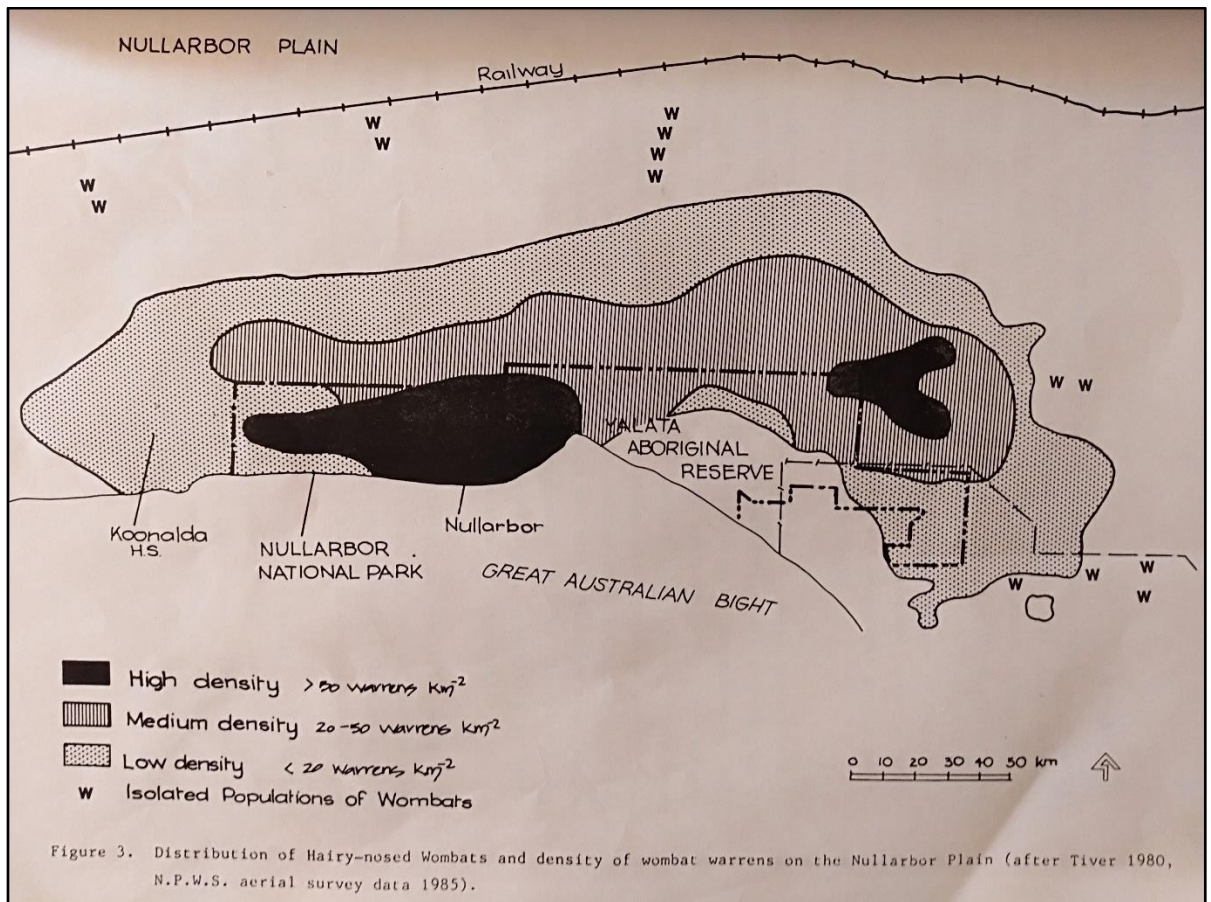 NULLARBOR PLAIN
Railway
W
W
W
W
W
W
W
W
W W
YALATA
ABORIGINAL
RESERVE
Koonalda
H.S.
NULLARBOR
NATIONAL PARK
Nullarbor
GREAT AUSTRALIAN BIGHT
W
W
W
W
High density >50 warrens km⁻²
Medium density 20-50 warrens km⁻²
Low density < 20 warrens km⁻²
W Isolated Populations of Wombats
0 10 20 30 40 50 km
Figure 3. Distribution of Hairy-nosed Wombats and density of wombat warrens on the Nullarbor Plain (after Tiver 1980,
N.P.W.S. aerial survey data 1985).